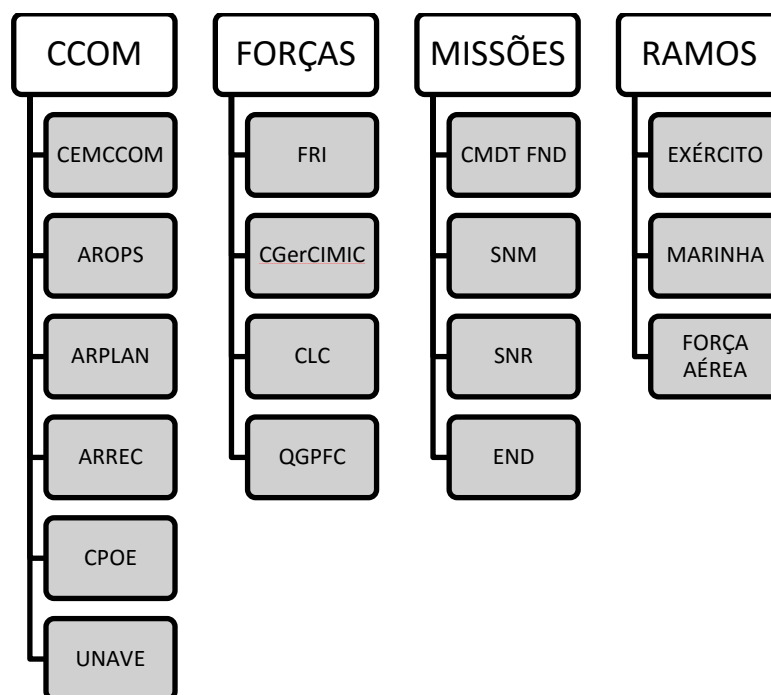 CCOM
CEMCCOM
AROPS
ARPLAN
ARREC
CPOE
UNAVE
FORÇAS
FRI
CGerCIMIC
CLC
QGPFC
MISSÕES
CMDT FND
SNM
SNR
END
RAMOS
EXÉRCITO
MARINHA
FORÇA
AÉREA